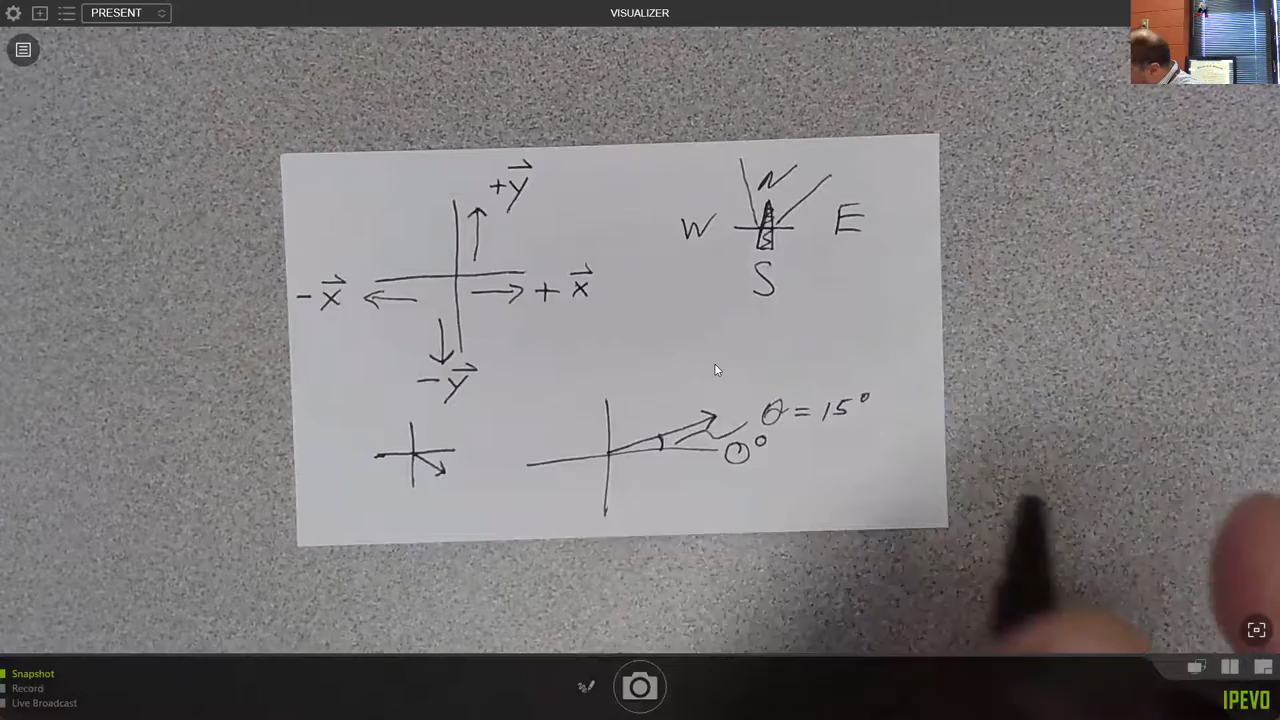 PRESENT
VISUALIZER
+y
-x
+ x
-y
N
W
E
S
θ = 15°
0°
Snapshot
Record
Live Broadcast
IPEVO